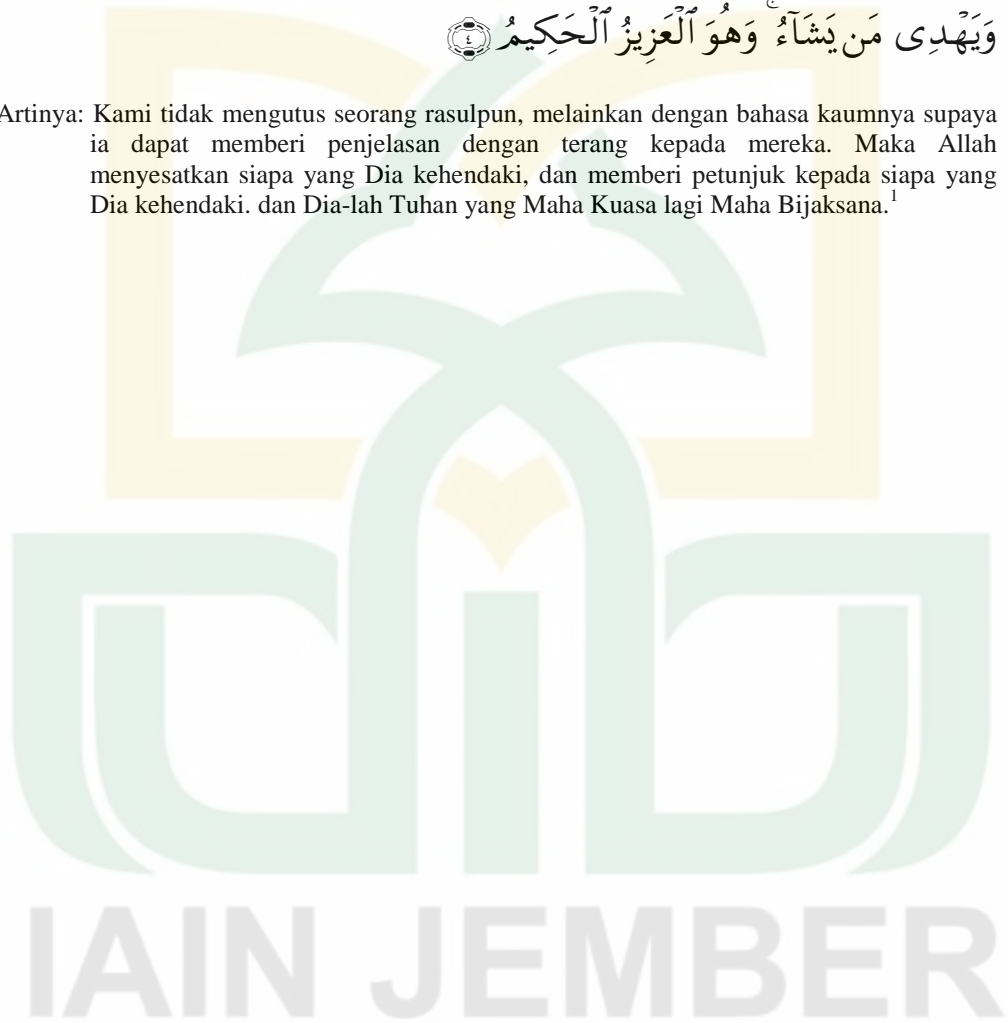 وَيَهْدِى مَن يَشَآءُ ۚ وَهُوَ ٱلْعَزِيزُ ٱلْحَكِيمُ ٤
Artinya: Kami tidak mengutus seorang rasulpun, melainkan dengan bahasa kaumnya supaya
ia dapat memberi penjelasan dengan terang kepada mereka. Maka Allah
menyesatkan siapa yang Dia kehendaki, dan memberi petunjuk kepada siapa yang
Dia kehendaki. dan Dia-lah Tuhan yang Maha Kuasa lagi Maha Bijaksana.¹
IAIN JEMBER